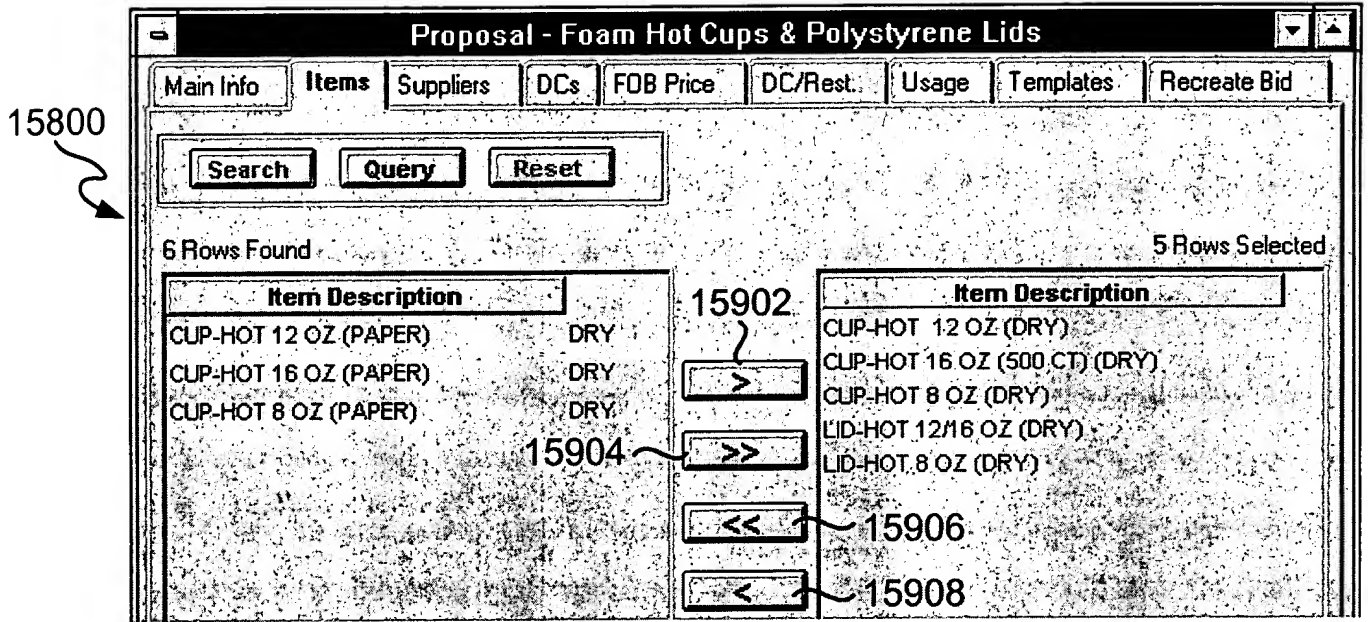 Proposal - Foam Hot Cups & Polystyrene Lids
Main Info Items Suppliers DCs FOB Price DC/Rest. Usage Templates Recreate Bid
15800
Search Query Reset
6 Rows Found 5 Rows Selected
Item Description Item Description
15902
CUP-HOT 12 OZ (PAPER) DRY CUP-HOT 12 OZ (DRY)
CUP-HOT 16 OZ (PAPER) DRY > CUP-HOT 16 OZ (500 CT) (DRY)
CUP-HOT 8 OZ (PAPER) DRY CUP-HOT 8 OZ (DRY)
LID-HOT 12/16 OZ (DRY)
15904 >> LID-HOT 8 OZ (DRY)
<< 15906
< 15908